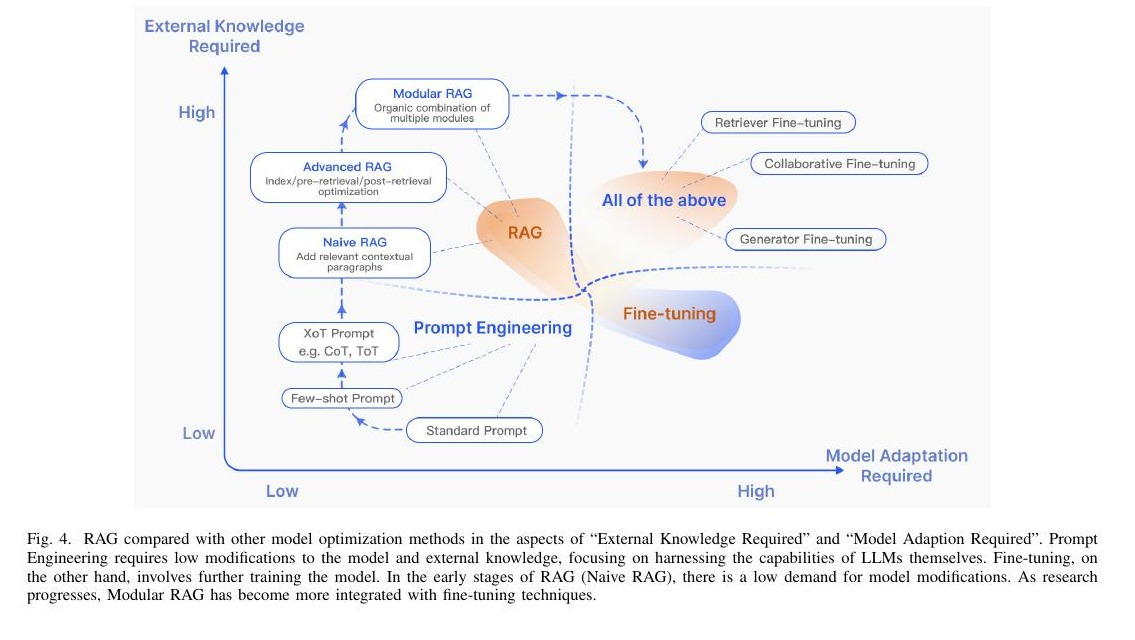 External Knowledge
Required
High
Modular RAG
Organic combination of
multiple modules
Retriever Fine-tuning
Advanced RAG
Index/pre-retrieval/post-retrieval
optimization
Collaborative Fine-tuning
All of the above
RAG
Naive RAG
Add relevant contextual
paragraphs
Generator Fine-tuning
Fine-tuning
Prompt Engineering
XoT Prompt
e.g. CoT, ToT
Few-shot Prompt
Standard Prompt
Low
Model Adaptation
Required
Low
High
Fig. 4. RAG compared with other model optimization methods in the aspects of “External Knowledge Required” and “Model Adaption Required”. Prompt
Engineering requires low modifications to the model and external knowledge, focusing on harnessing the capabilities of LLMs themselves. Fine-tuning, on
the other hand, involves further training the model. In the early stages of RAG (Naive RAG), there is a low demand for model modifications. As research
progresses, Modular RAG has become more integrated with fine-tuning techniques.